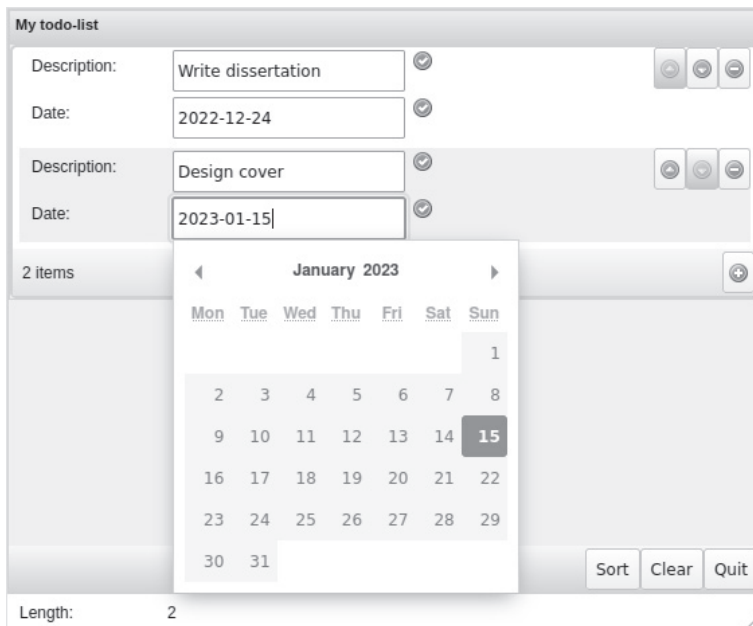 My todo-list
Description: Write dissertation
Date: 2022-12-24
Description: Design cover
Date: 2023-01-15
2 items
January 2023
Mon Tue Wed Thu Fri Sat Sun
1
2 3 4 5 6 7 8
9 10 11 12 13 14 15
16 17 18 19 20 21 22
23 24 25 26 27 28 29
30 31
Sort Clear Quit
Length: 2